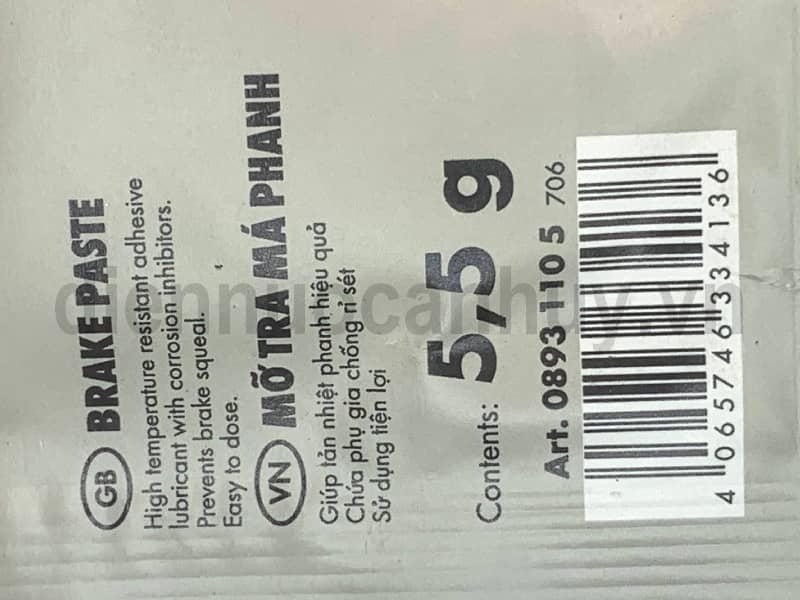 GB BRAKE PASTE
High temperature resistant adhesive
lubricant with corrosion inhibitors.
Prevents brake squeal.
Easy to dose.
VN MỠ TRA MÁ PHANH
Giúp tản nhiệt phanh hiệu quả
Chứa phụ gia chống rỉ sét
Sử dụng tiện lợi
Contents: 5,5 g
Art. 0893 110 5 706
4 065746 334136
diennuocanhuy.vn